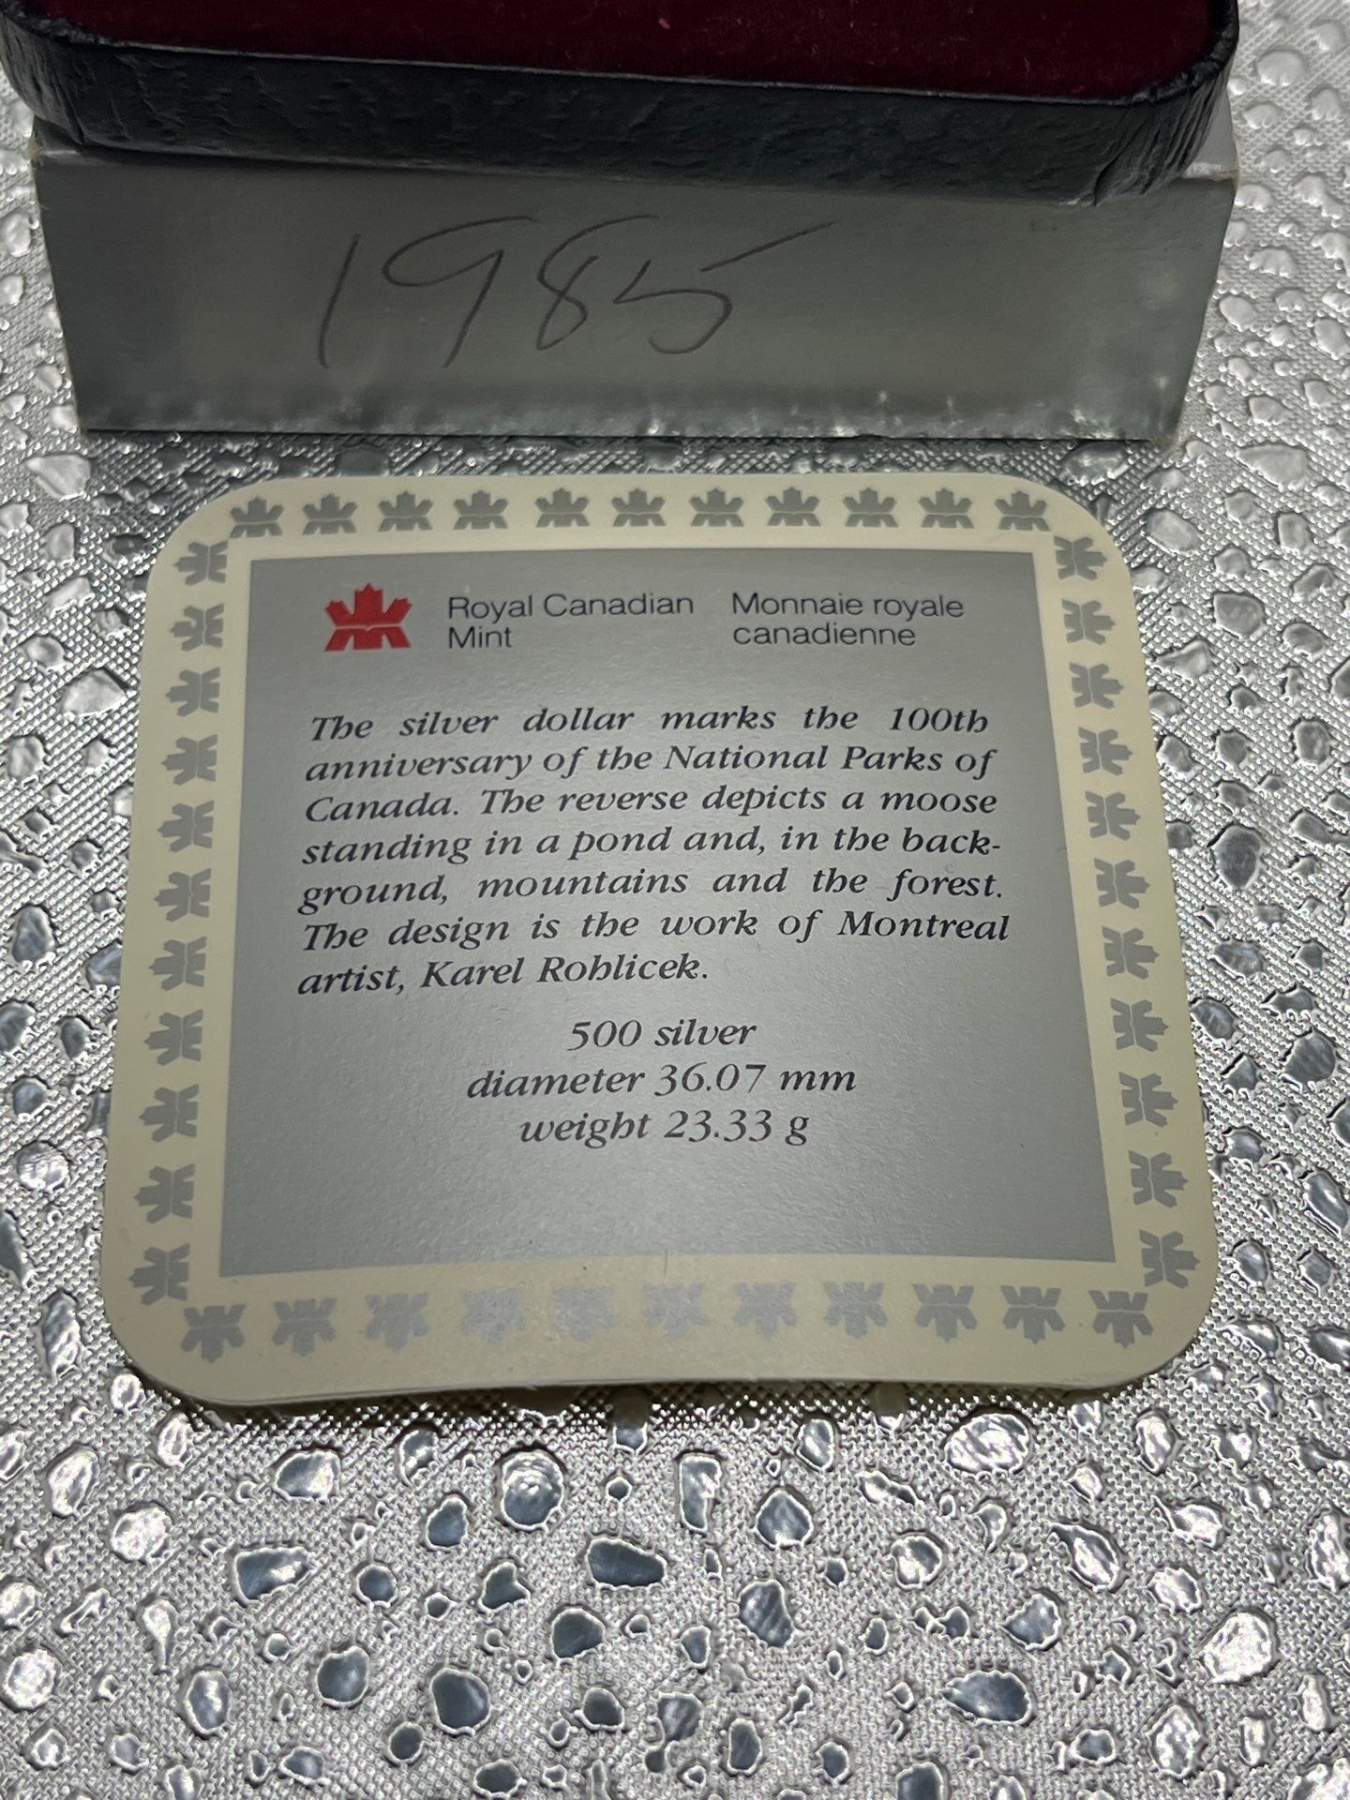 1985
Royal Canadian Mint
Monnaie royale canadienne
The silver dollar marks the 100th
anniversary of the National Parks of
Canada. The reverse depicts a moose
standing in a pond and, in the back-
ground, mountains and the forest.
The design is the work of Montreal
artist, Karel Rohlicek.
500 silver
diameter 36.07 mm
weight 23.33 g